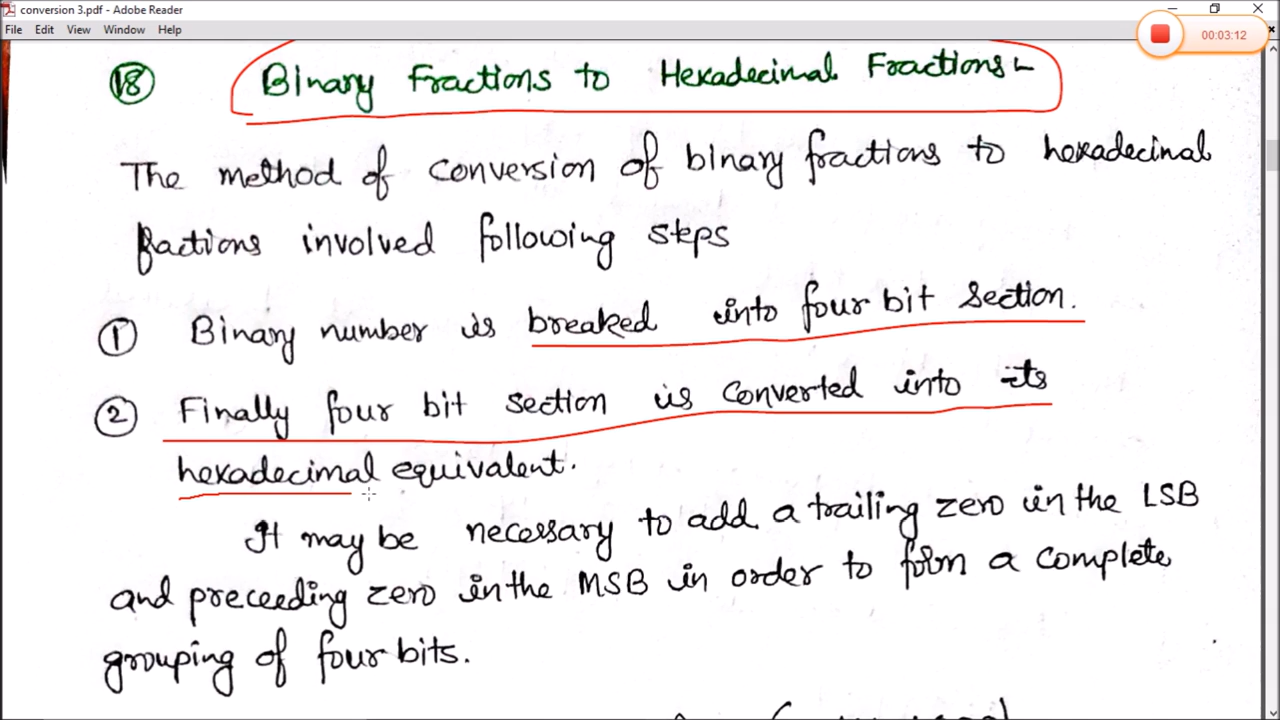 conversion 3.pdf - Adobe Reader
File Edit View Window Help
00:03:12
18 Binary Fractions to Hexadecimal Fractions:-
The method of conversion of binary fractions to hexadecimal
fractions involved following steps
1 Binary number is breaked into four bit section.
2 Finally four bit section is converted into its
hexadecimal equivalent.
It may be necessary to add a trailing zero in the LSB
and preceeding zero in the MSB in order to form a complete
grouping of four bits.